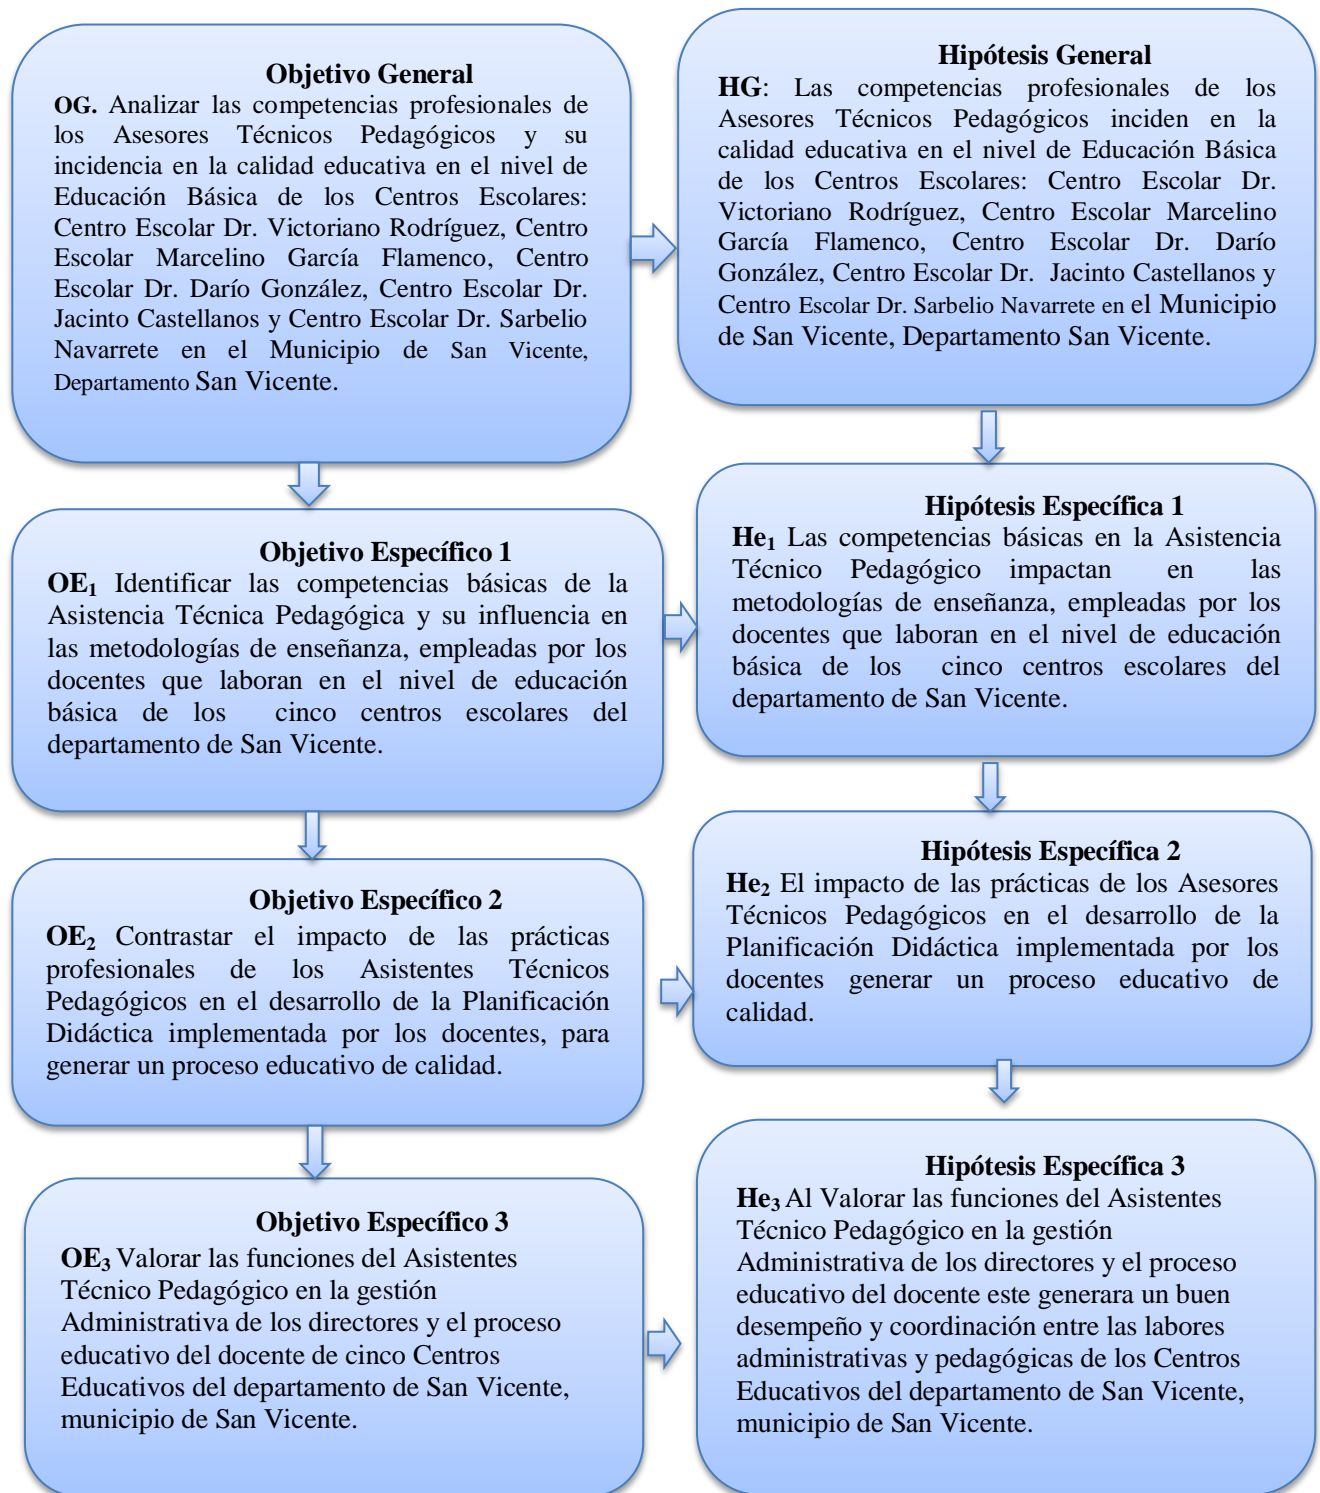 Objetivo General
OG. Analizar las competencias profesionales de
los Asesores Técnicos Pedagógicos y su
incidencia en la calidad educativa en el nivel de
Educación Básica de los Centros Escolares:
Centro Escolar Dr. Victoriano Rodríguez, Centro
Escolar Marcelino García Flamenco, Centro
Escolar Dr. Darío González, Centro Escolar Dr.
Jacinto Castellanos y Centro Escolar Dr. Sarbelio
Navarrete en el Municipio de San Vicente,
Departamento San Vicente.
Hipótesis General
HG: Las competencias profesionales de los
Asesores Técnicos Pedagógicos inciden en la
calidad educativa en el nivel de Educación Básica
de los Centros Escolares: Centro Escolar Dr.
Victoriano Rodríguez, Centro Escolar Marcelino
García Flamenco, Centro Escolar Dr. Darío
González, Centro Escolar Dr. Jacinto Castellanos y
Centro Escolar Dr. Sarbelio Navarrete en el Municipio
de San Vicente, Departamento San Vicente.
Objetivo Específico 1
OE1 Identificar las competencias básicas de la
Asistencia Técnica Pedagógica y su influencia en
las metodologías de enseñanza, empleadas por los
docentes que laboran en el nivel de educación
básica de los cinco centros escolares del
departamento de San Vicente.
Hipótesis Específica 1
He1 Las competencias básicas en la Asistencia
Técnico Pedagógico impactan en las
metodologías de enseñanza, empleadas por los
docentes que laboran en el nivel de educación
básica de los cinco centros escolares del
departamento de San Vicente.
Objetivo Específico 2
OE2 Contrastar el impacto de las prácticas
profesionales de los Asistentes Técnicos
Pedagógicos en el desarrollo de la Planificación
Didáctica implementada por los docentes, para
generar un proceso educativo de calidad.
Hipótesis Específica 2
He2 El impacto de las prácticas de los Asesores
Técnicos Pedagógicos en el desarrollo de la
Planificación Didáctica implementada por los
docentes generar un proceso educativo de
calidad.
Objetivo Específico 3
OE3 Valorar las funciones del Asistentes
Técnico Pedagógico en la gestión
Administrativa de los directores y el proceso
educativo del docente de cinco Centros
Educativos del departamento de San Vicente,
municipio de San Vicente.
Hipótesis Específica 3
He3 Al Valorar las funciones del Asistentes
Técnico Pedagógico en la gestión
Administrativa de los directores y el proceso
educativo del docente este generara un buen
desempeño y coordinación entre las labores
administrativas y pedagógicas de los Centros
Educativos del departamento de San Vicente,
municipio de San Vicente.